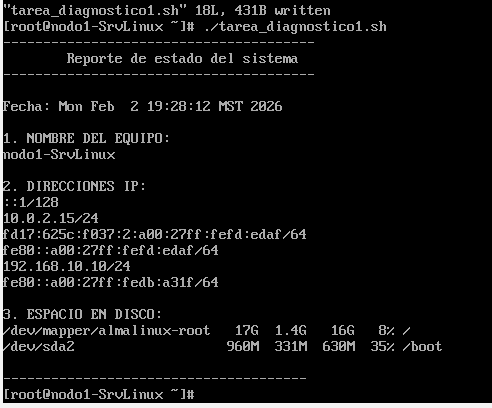 "tarea_diagnostico1.sh" 18L, 431B written
[root@nodo1-SrvLinux ~]# ./tarea_diagnostico1.sh
---------------------------------------
Reporte de estado del sistema
---------------------------------------
Fecha: Mon Feb  2 19:28:12 MST 2026
1. NOMBRE DEL EQUIPO:
nodo1-SrvLinux
2. DIRECCIONES IP:
::1/128
10.0.2.15/24
fd17:625c:f037:2:a00:27ff:fefd:edaf/64
fe80::a00:27ff:fefd:edaf/64
192.168.10.10/24
fe80::a00:27ff:fedb:a31f/64
3. ESPACIO EN DISCO:
/dev/mapper/almalinux-root   17G  1.4G   16G   8% /
/dev/sda2                   960M  331M  630M  35% /boot
--------------------------------------
[root@nodo1-SrvLinux ~]#